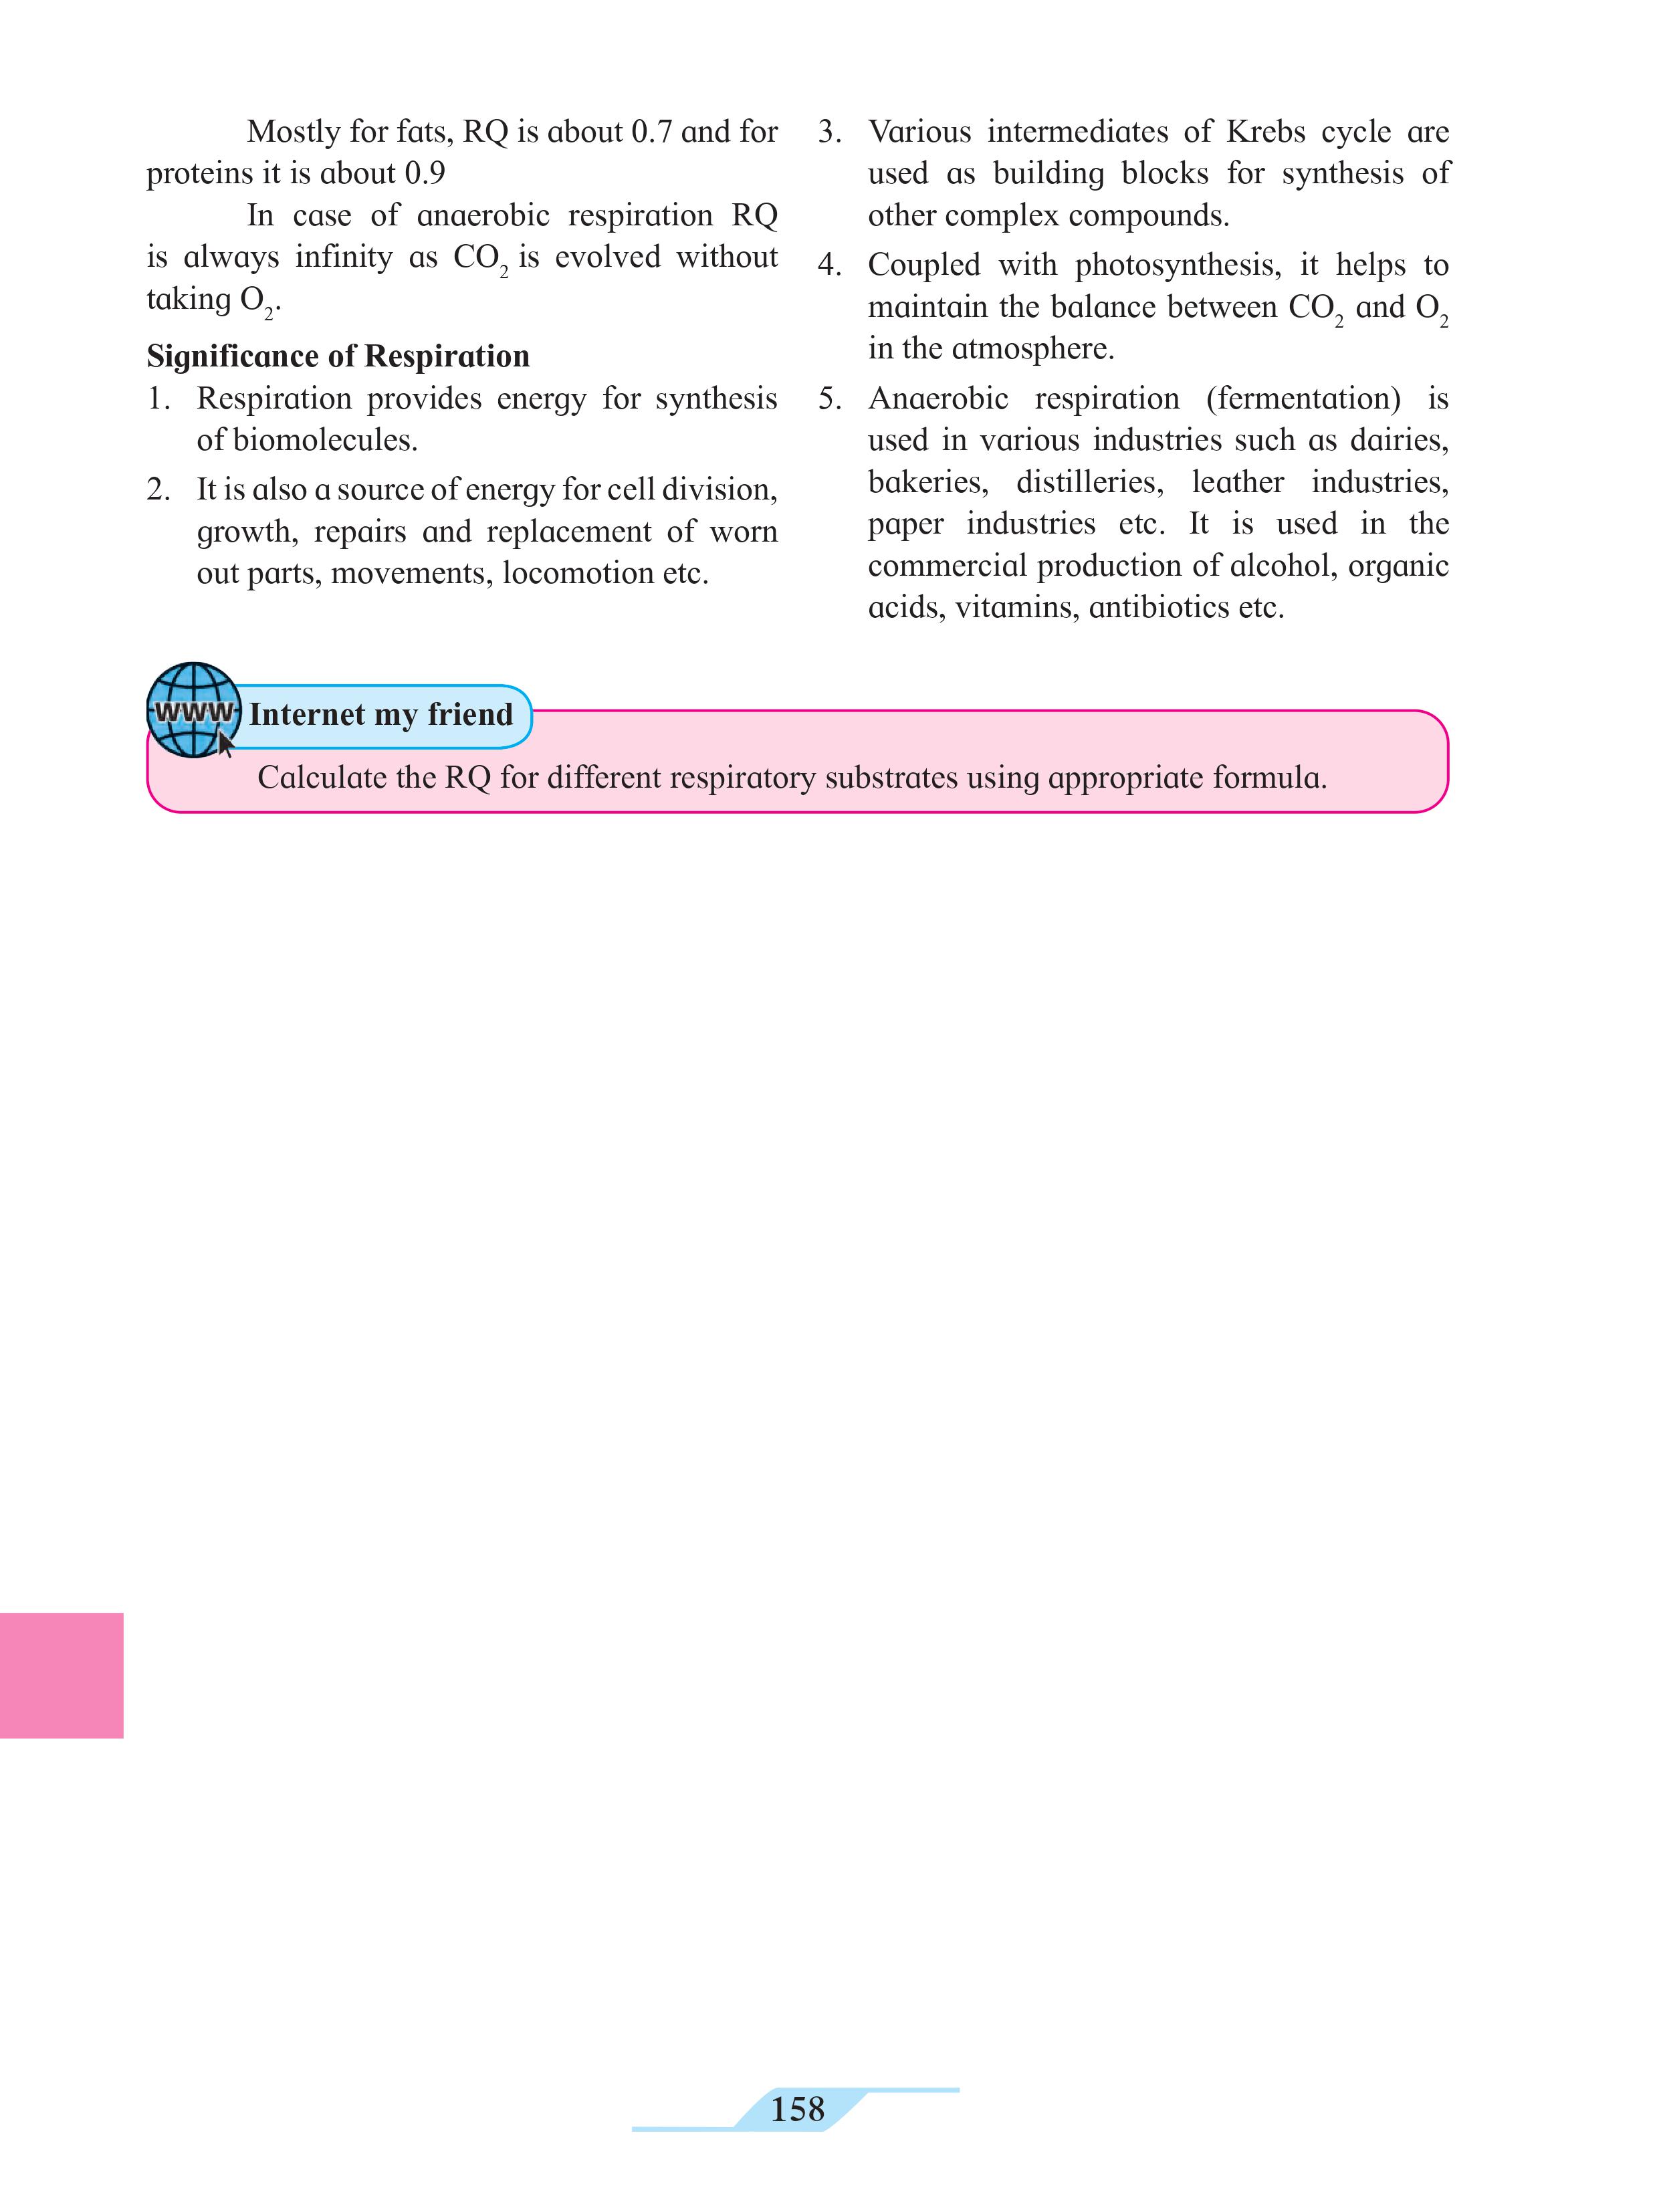 Mostly for fats, RQ is about 0.7 and for
proteins it is about 0.9
In case of anaerobic respiration RQ
is always infinity as CO₂ is evolved without
taking O₂.
Significance of Respiration
1. Respiration provides energy for synthesis
of biomolecules.
2. It is also a source of energy for cell division,
growth, repairs and replacement of worn
out parts, movements, locomotion etc.
3. Various intermediates of Krebs cycle are
used as building blocks for synthesis of
other complex compounds.
4. Coupled with photosynthesis, it helps to
maintain the balance between CO₂ and O₂
in the atmosphere.
5. Anaerobic respiration (fermentation) is
used in various industries such as dairies,
bakeries, distilleries, leather industries,
paper industries etc. It is used in the
commercial production of alcohol, organic
acids, vitamins, antibiotics etc.
WWW Internet my friend
Calculate the RQ for different respiratory substrates using appropriate formula.
158